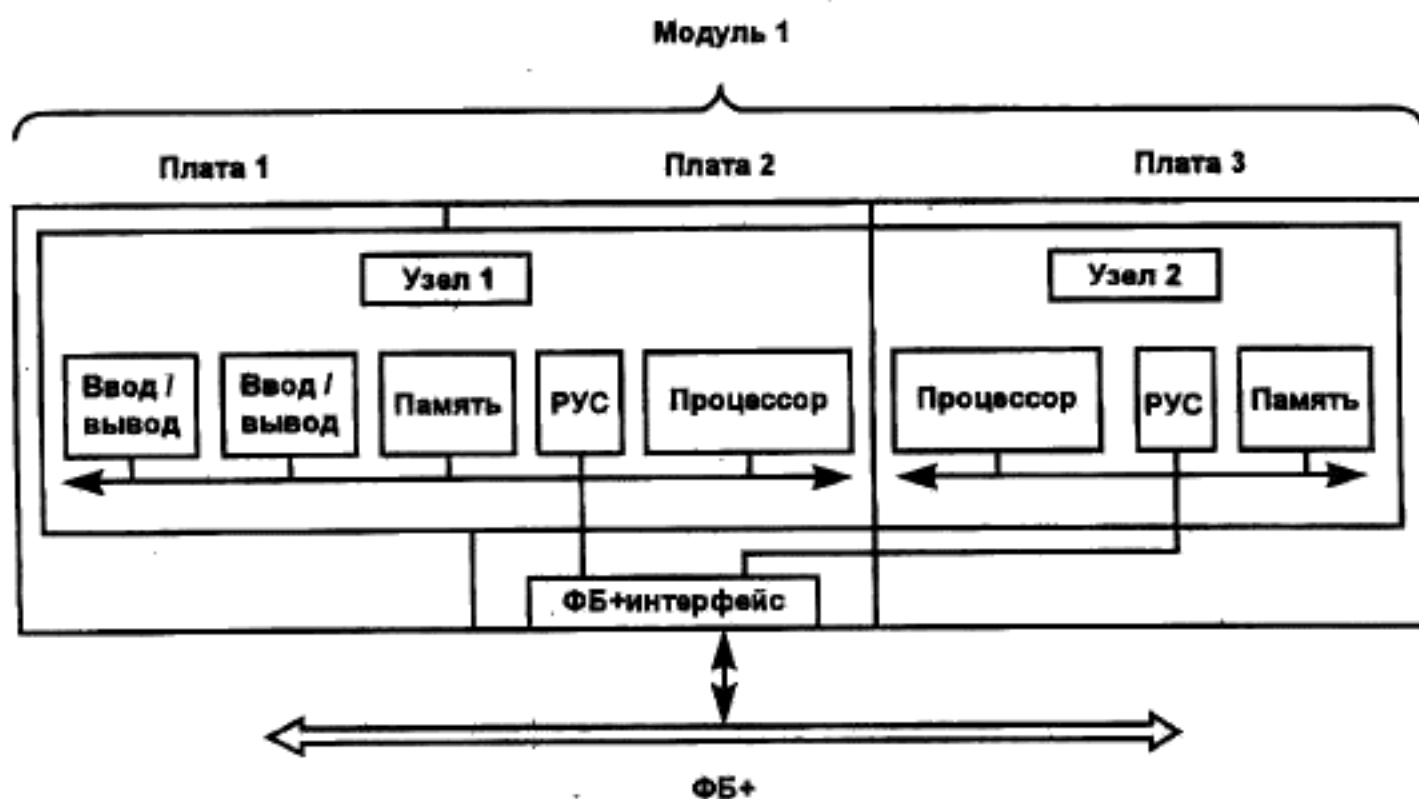 Модуль 1
Плата 1 Плата 2 Плата 3
Узел 1 Узел 2
Ввод /
вывод
Ввод /
вывод
Память
РУС
Процессор
Процессор
РУС
Память
ФБ+интерфейс
ФБ+